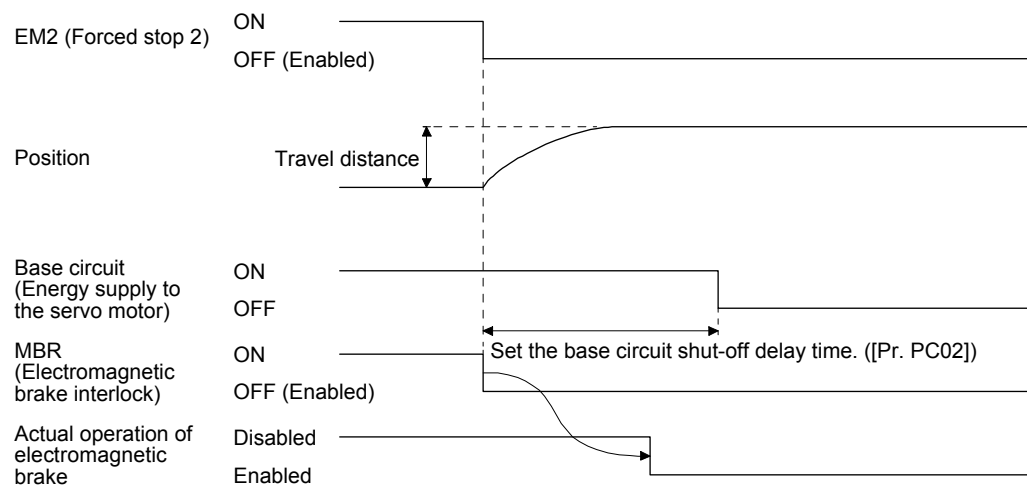 EM2 (Forced stop 2)
ON
OFF (Enabled)
Position
Travel distance
Base circuit
(Energy supply to
the servo motor)
ON
OFF
Set the base circuit shut-off delay time. ([Pr. PC02])
MBR
(Electromagnetic
brake interlock)
ON
OFF (Enabled)
Actual operation of
electromagnetic
brake
Disabled
Enabled